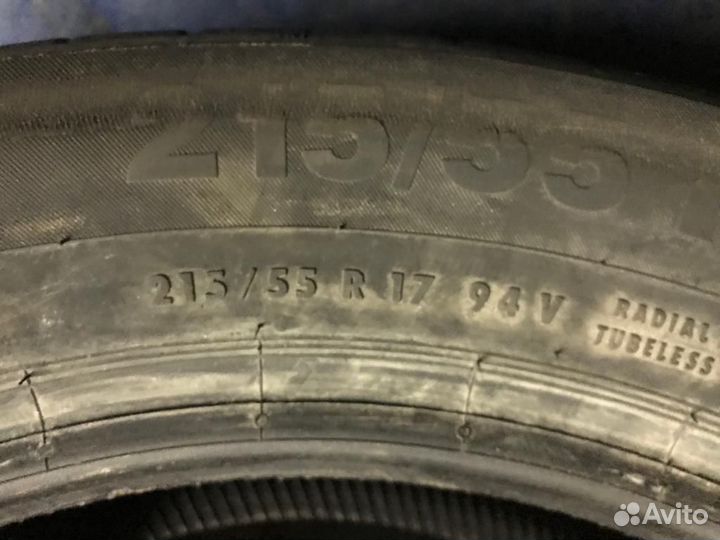 215/55
215/55 R 17 94 V
RADIAL
TUBELESS
Avito